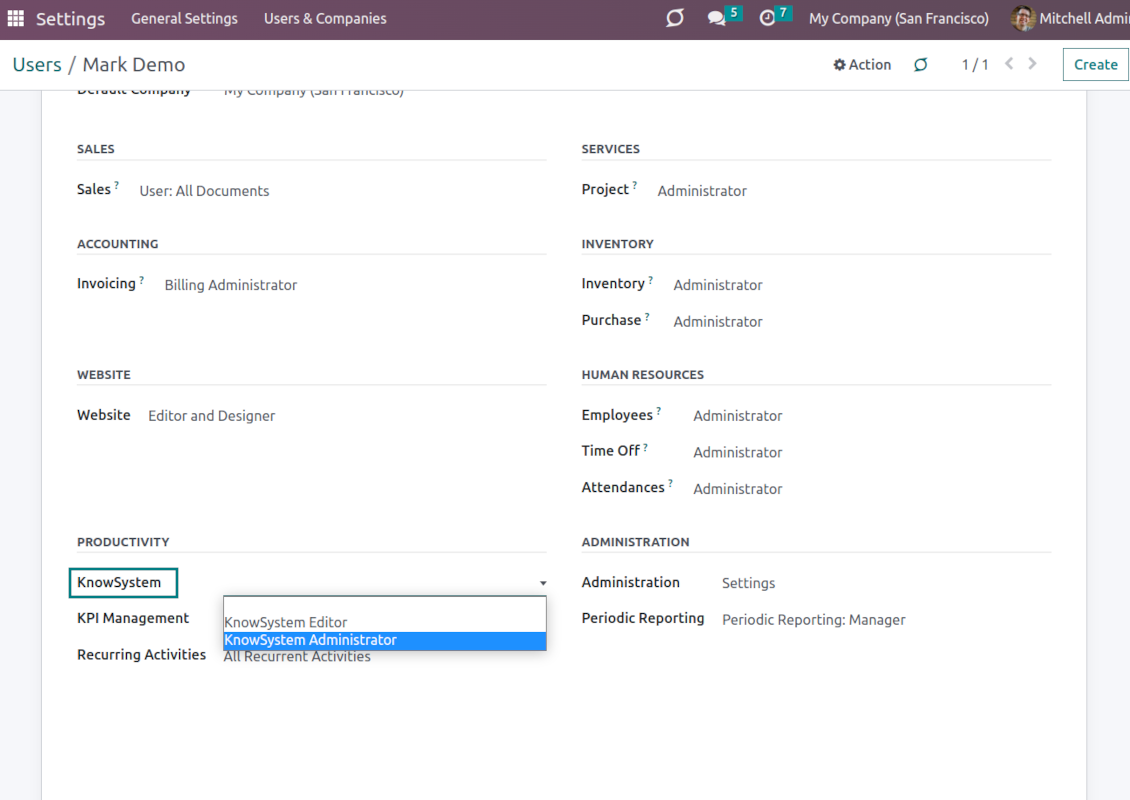 Settings General Settings Users & Companies 5 7 My Company (San Francisco) Mitchell Admin
Users / Mark Demo Action 1 / 1 Create
Default Company My Company (San Francisco)
SALES SERVICES
Sales ? User: All Documents Project ? Administrator
ACCOUNTING INVENTORY
Invoicing ? Billing Administrator Inventory ? Administrator
Purchase ? Administrator
WEBSITE HUMAN RESOURCES
Website Editor and Designer Employees ? Administrator
Time Off ? Administrator
Attendances ? Administrator
PRODUCTIVITY ADMINISTRATION
KnowSystem Administration Settings
KPI Management KnowSystem Editor Periodic Reporting Periodic Reporting: Manager
KnowSystem Administrator
Recurring Activities All Recurrent Activities